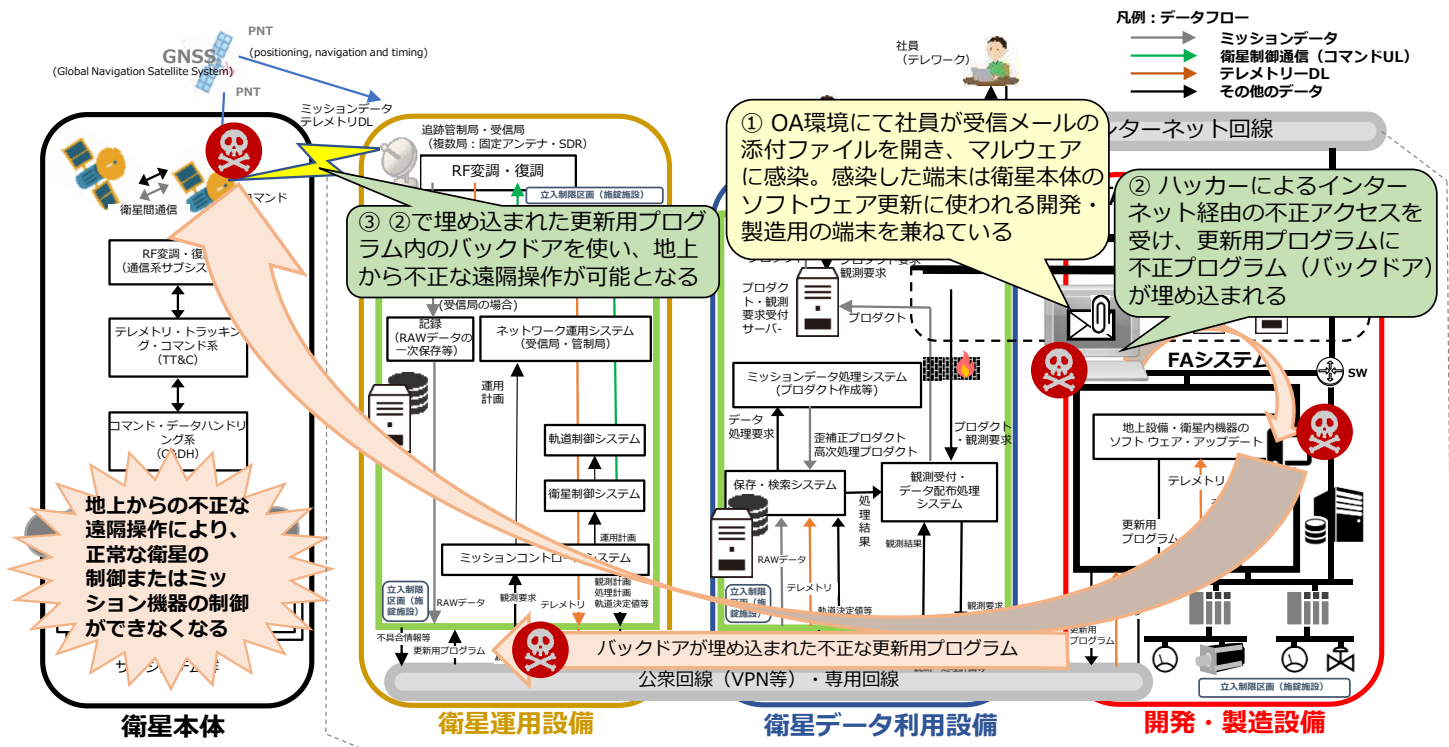 凡例：データフロー
ミッションデータ
衛星制御通信（コマンドUL）
テレメトリーDL
その他のデータ
PNT
GNSS
(positioning, navigation and timing)
(Global Navigation Satellite System)
PNT
ミッションデータ
テレメトリDL
社員
（テレワーク）
衛星間通信
マンド
RF変調・復
(通信系サブシス
テレメトリ・トラッキン
グ・コマンド系
(TT&C)
コマンド・データハンドリ
ング系
地上からの不正な
遠隔操作により、
正常な衛星の
制御またはミッ
ション機器の制御
ができなくなる
衛星本体
追跡管制局・受信局
（複数局：固定アンテナ・SDR）
RF変調・復調
立入制限区画（施錠施設）
③ ②で埋め込まれた更新用プログ
ラム内のバックドアを使い、地上
から不正な遠隔操作が可能となる
(受信局の場合)
記録
（RAWデータの
一次保存等）
ネットワーク運用システム
（受信局・管制局）
運用
計画
軌道制御システム
衛星制御システム
運用計画
ミッションコントロ
システム
立入制限
区画（施
錠施設）
RAWデータ
観測要求
テレメトリ
観測計画
処理計画
軌道決定値等
不具合情報等
更新用プログラム
衛星運用設備
① OA環境にて社員が受信メールの
添付ファイルを開き、マルウェア
に感染。感染した端末は衛星本体の
ソフトウェア更新に使われる開発・
製造用の端末を兼ねている
観測要求
プロダク
ト・観測
要求受付
サーバ-
プロダクト
ミッションデータ処理システム
(プロダクト作成等)
データ
処理要求
歪補正プロダクト
高次処理プロダクト
プロダクト
・観測要求
保存・検索システム
処理結果
観測受付・
データ配布処理
システム
RAWデータ
テレメトリ
軌道決定値等
観測結果
観測要求
立入制限
区画（施
錠施設）
バックドアが埋め込まれた不正な更新用プログラム
公衆回線（VPN等）・専用回線
衛星データ利用設備
ンターネット回線
② ハッカーによるインター
ネット経由の不正アクセスを
受け、更新用プログラムに
不正プログラム（バックドア）
が埋め込まれる
FAシステム
SW
地上設備・衛星内機器の
ソフト ウェア・アップデート
テレメトリ
更新用
プログラム
更新用
プログラム
立入制限区画（施錠施設）
開発・製造設備